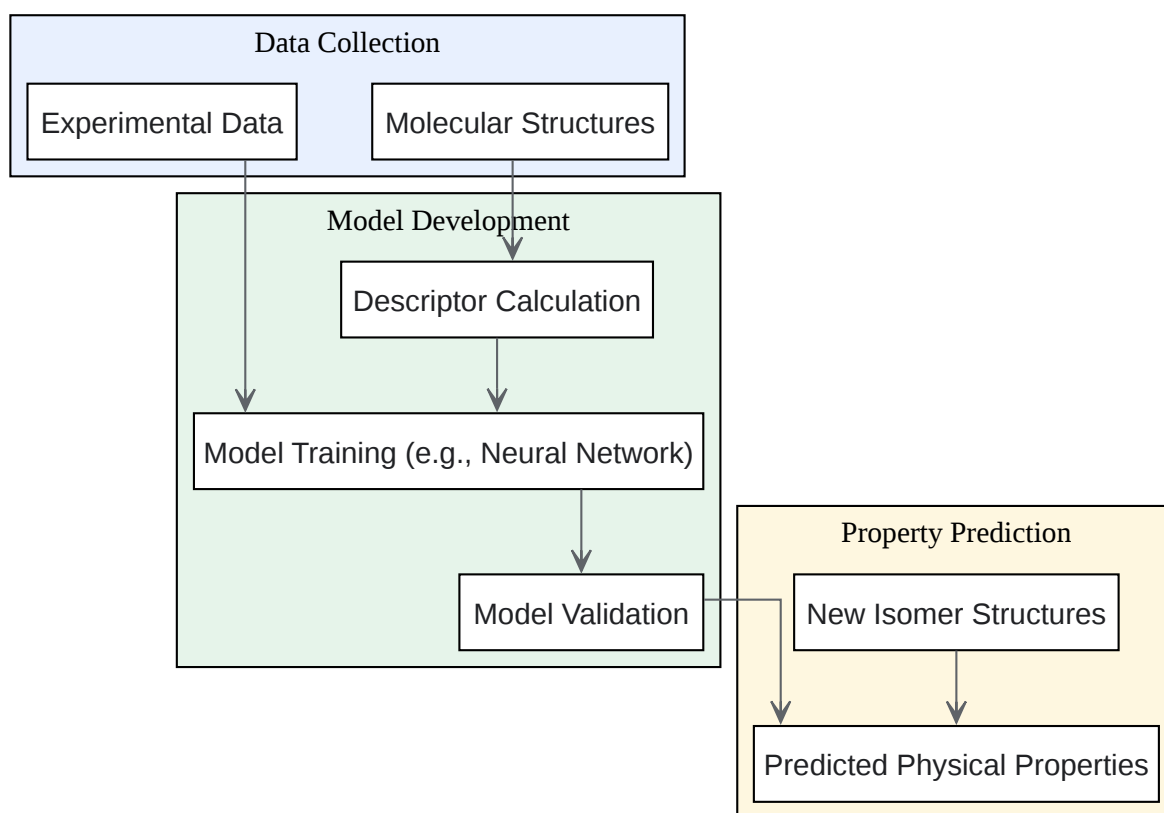 Data Collection
Experimental Data
Molecular Structures
Model Development
Descriptor Calculation
Model Training (e.g., Neural Network)
Model Validation
Property Prediction
New Isomer Structures
Predicted Physical Properties